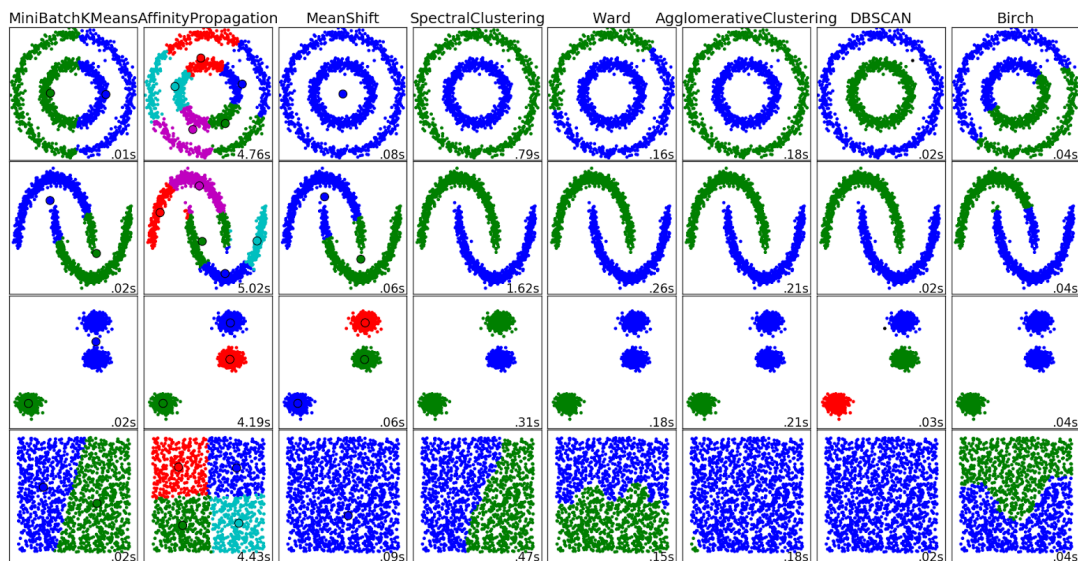 MiniBatchKMeans AffinityPropagation MeanShift SpectralClustering Ward AgglomerativeClustering DBSCAN Birch
.01s 4.76s .08s .79s .16s .18s .02s .04s
.02s 5.02s .06s 1.62s .26s .21s .02s .04s
.02s 4.19s .06s .31s .18s .21s .03s .04s
.02s 4.43s .09s .47s .15s .18s .02s .04s